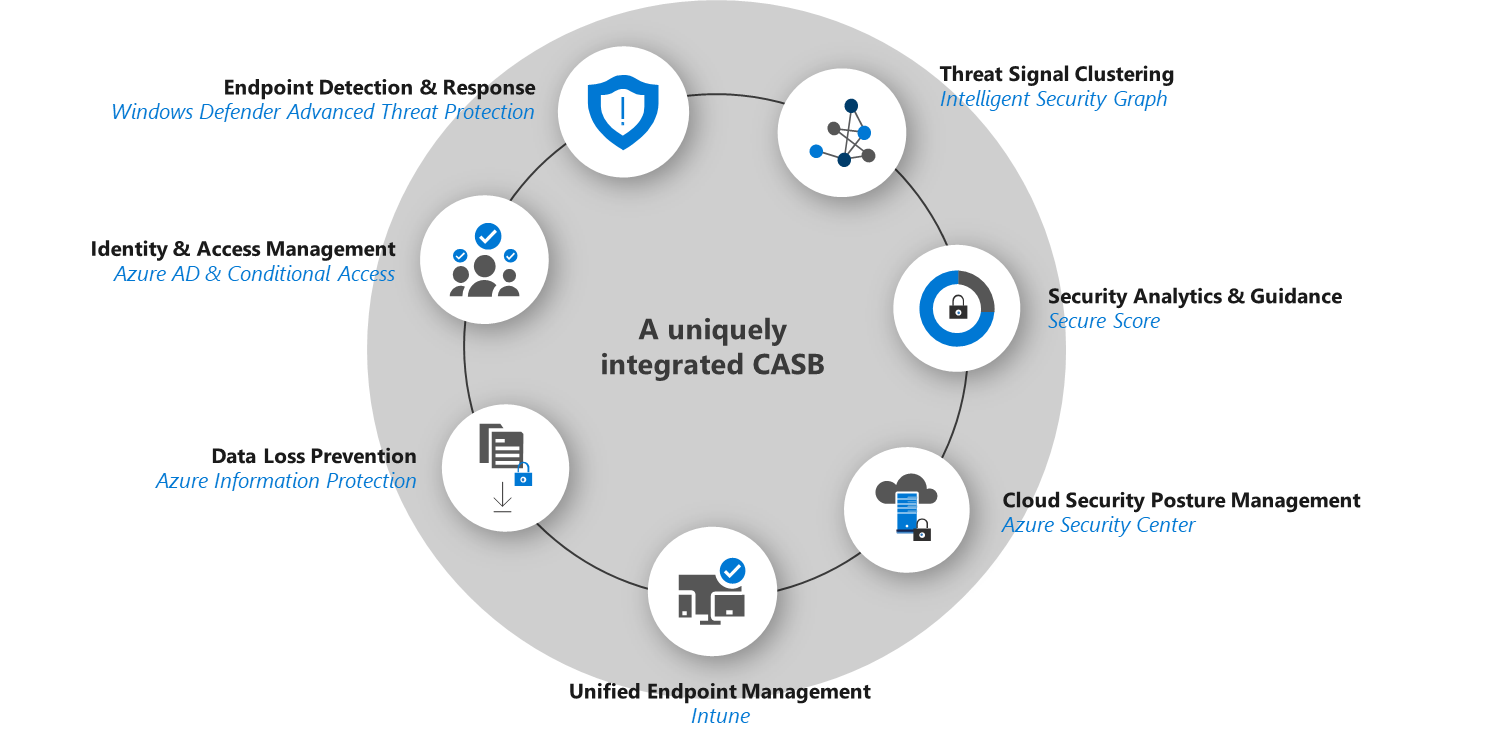 Endpoint Detection & Response
Windows Defender Advanced Threat Protection
Threat Signal Clustering
Intelligent Security Graph
Identity & Access Management
Azure AD & Conditional Access
Security Analytics & Guidance
Secure Score
A uniquely
integrated CASB
Data Loss Prevention
Azure Information Protection
Cloud Security Posture Management
Azure Security Center
Unified Endpoint Management
Intune